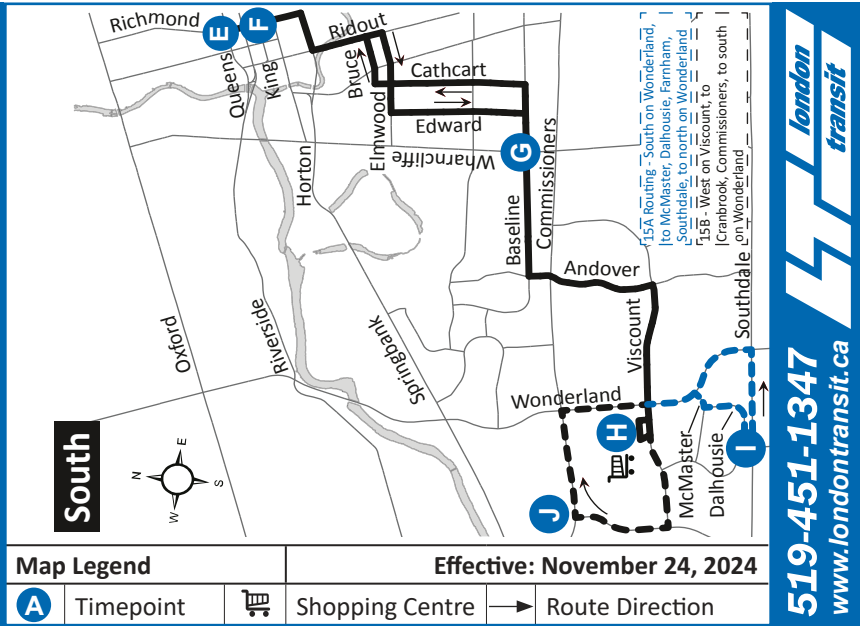 South
N
E
S
W
Richmond
E
F
Queens
King
Ridout
Bruce
Cathcart
Elmwood
Edward
Wharncliffe
G
Horton
Baseline
Commissioners
Andover
Oxford
Riverside
Springbank
Viscount
Wonderland
Southdale
H
McMaster
Dalhousie
I
J
15A Routing - South on Wonderland,
to McMaster, Dalhousie, Farnham,
Southdale, to north on Wonderland
15B - West on Viscount, to
Cranbrook, Commissioners, to south
on Wonderland
Map Legend
Effective: November 24, 2024
A Timepoint
Shopping Centre
Route Direction
519-451-1347
www.londontransit.ca
london
transit